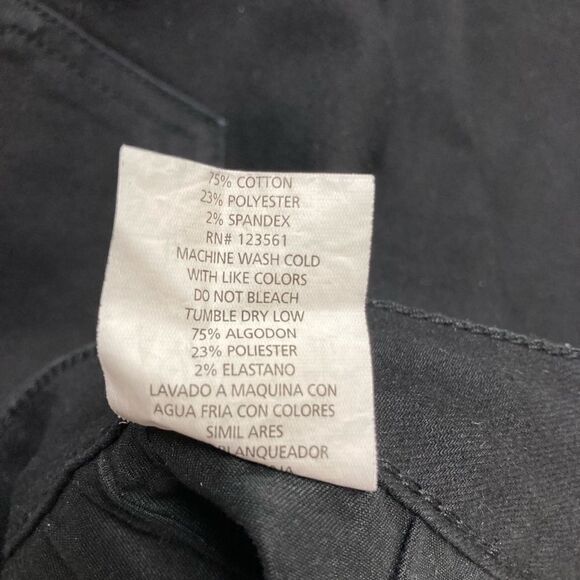 75% COTTON
23% POLYESTER
2% SPANDEX
RN# 123561
MACHINE WASH COLD
WITH LIKE COLORS
DO NOT BLEACH
TUMBLE DRY LOW
75% ALGODON
23% POLIESTER
2% ELASTANO
LAVADO A MAQUINA CON
AGUA FRIA CON COLORES
SIMIL ARES
BLANQUEADOR